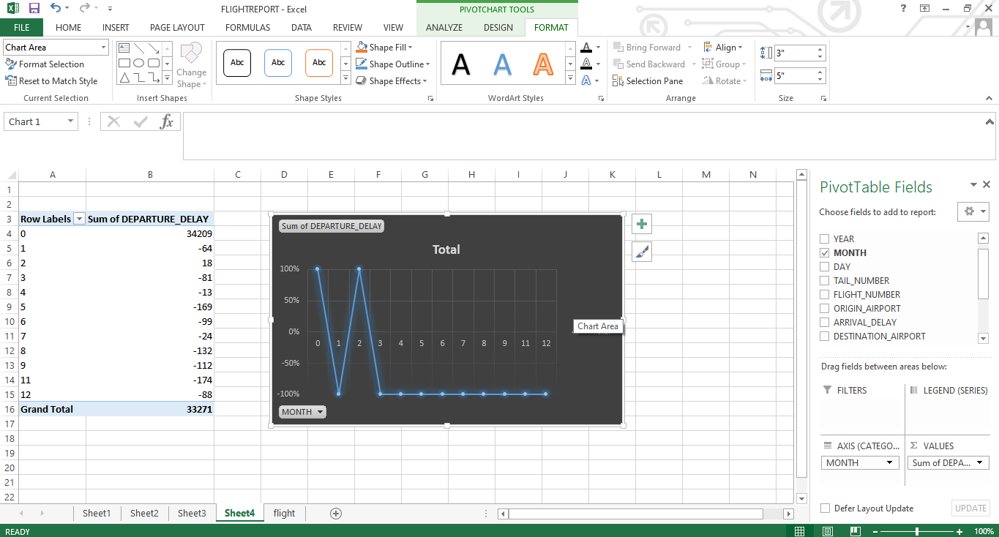 FLIGHTREPORT - Excel
PIVOTCHART TOOLS
?
FILE HOME INSERT PAGE LAYOUT FORMULAS DATA REVIEW VIEW ANALYZE DESIGN FORMAT
Chart Area
Format Selection
Reset to Match Style
Current Selection
Change
Shape
Insert Shapes
Abc Abc Abc
Shape Fill
Shape Outline
Shape Effects
Shape Styles
A A A
A
A
A
WordArt Styles
Bring Forward
Send Backward
Selection Pane
Align
Group
Rotate
Arrange
3"
5"
Size
Chart 1
fx
A B C D E F G H I J K L M N
1
2
3 Row Labels Sum of DEPARTURE_DELAY
4 0 34209
5 1 -64
6 2 18
7 3 -81
8 4 -13
9 5 -169
10 6 -99
11 7 -24
12 8 -132
13 9 -112
14 11 -174
15 12 -88
16 Grand Total 33271
17
18
19
20
21
22
Sum of DEPARTURE_DELAY
Total
100%
50%
0%
-50%
-100%
0 1 2 3 4 5 6 7 8 9 11 12
Chart Area
MONTH
PivotTable Fields
Choose fields to add to report:
YEAR
MONTH
DAY
TAIL_NUMBER
FLIGHT_NUMBER
ORIGIN_AIRPORT
ARRIVAL_DELAY
DESTINATION_AIRPORT
Drag fields between areas below:
FILTERS
LEGEND (SERIES)
AXIS (CATEGO...
MONTH
Σ VALUES
Sum of DEPA...
Defer Layout Update
UPDATE
Sheet1 Sheet2 Sheet3 Sheet4 flight
READY
100%